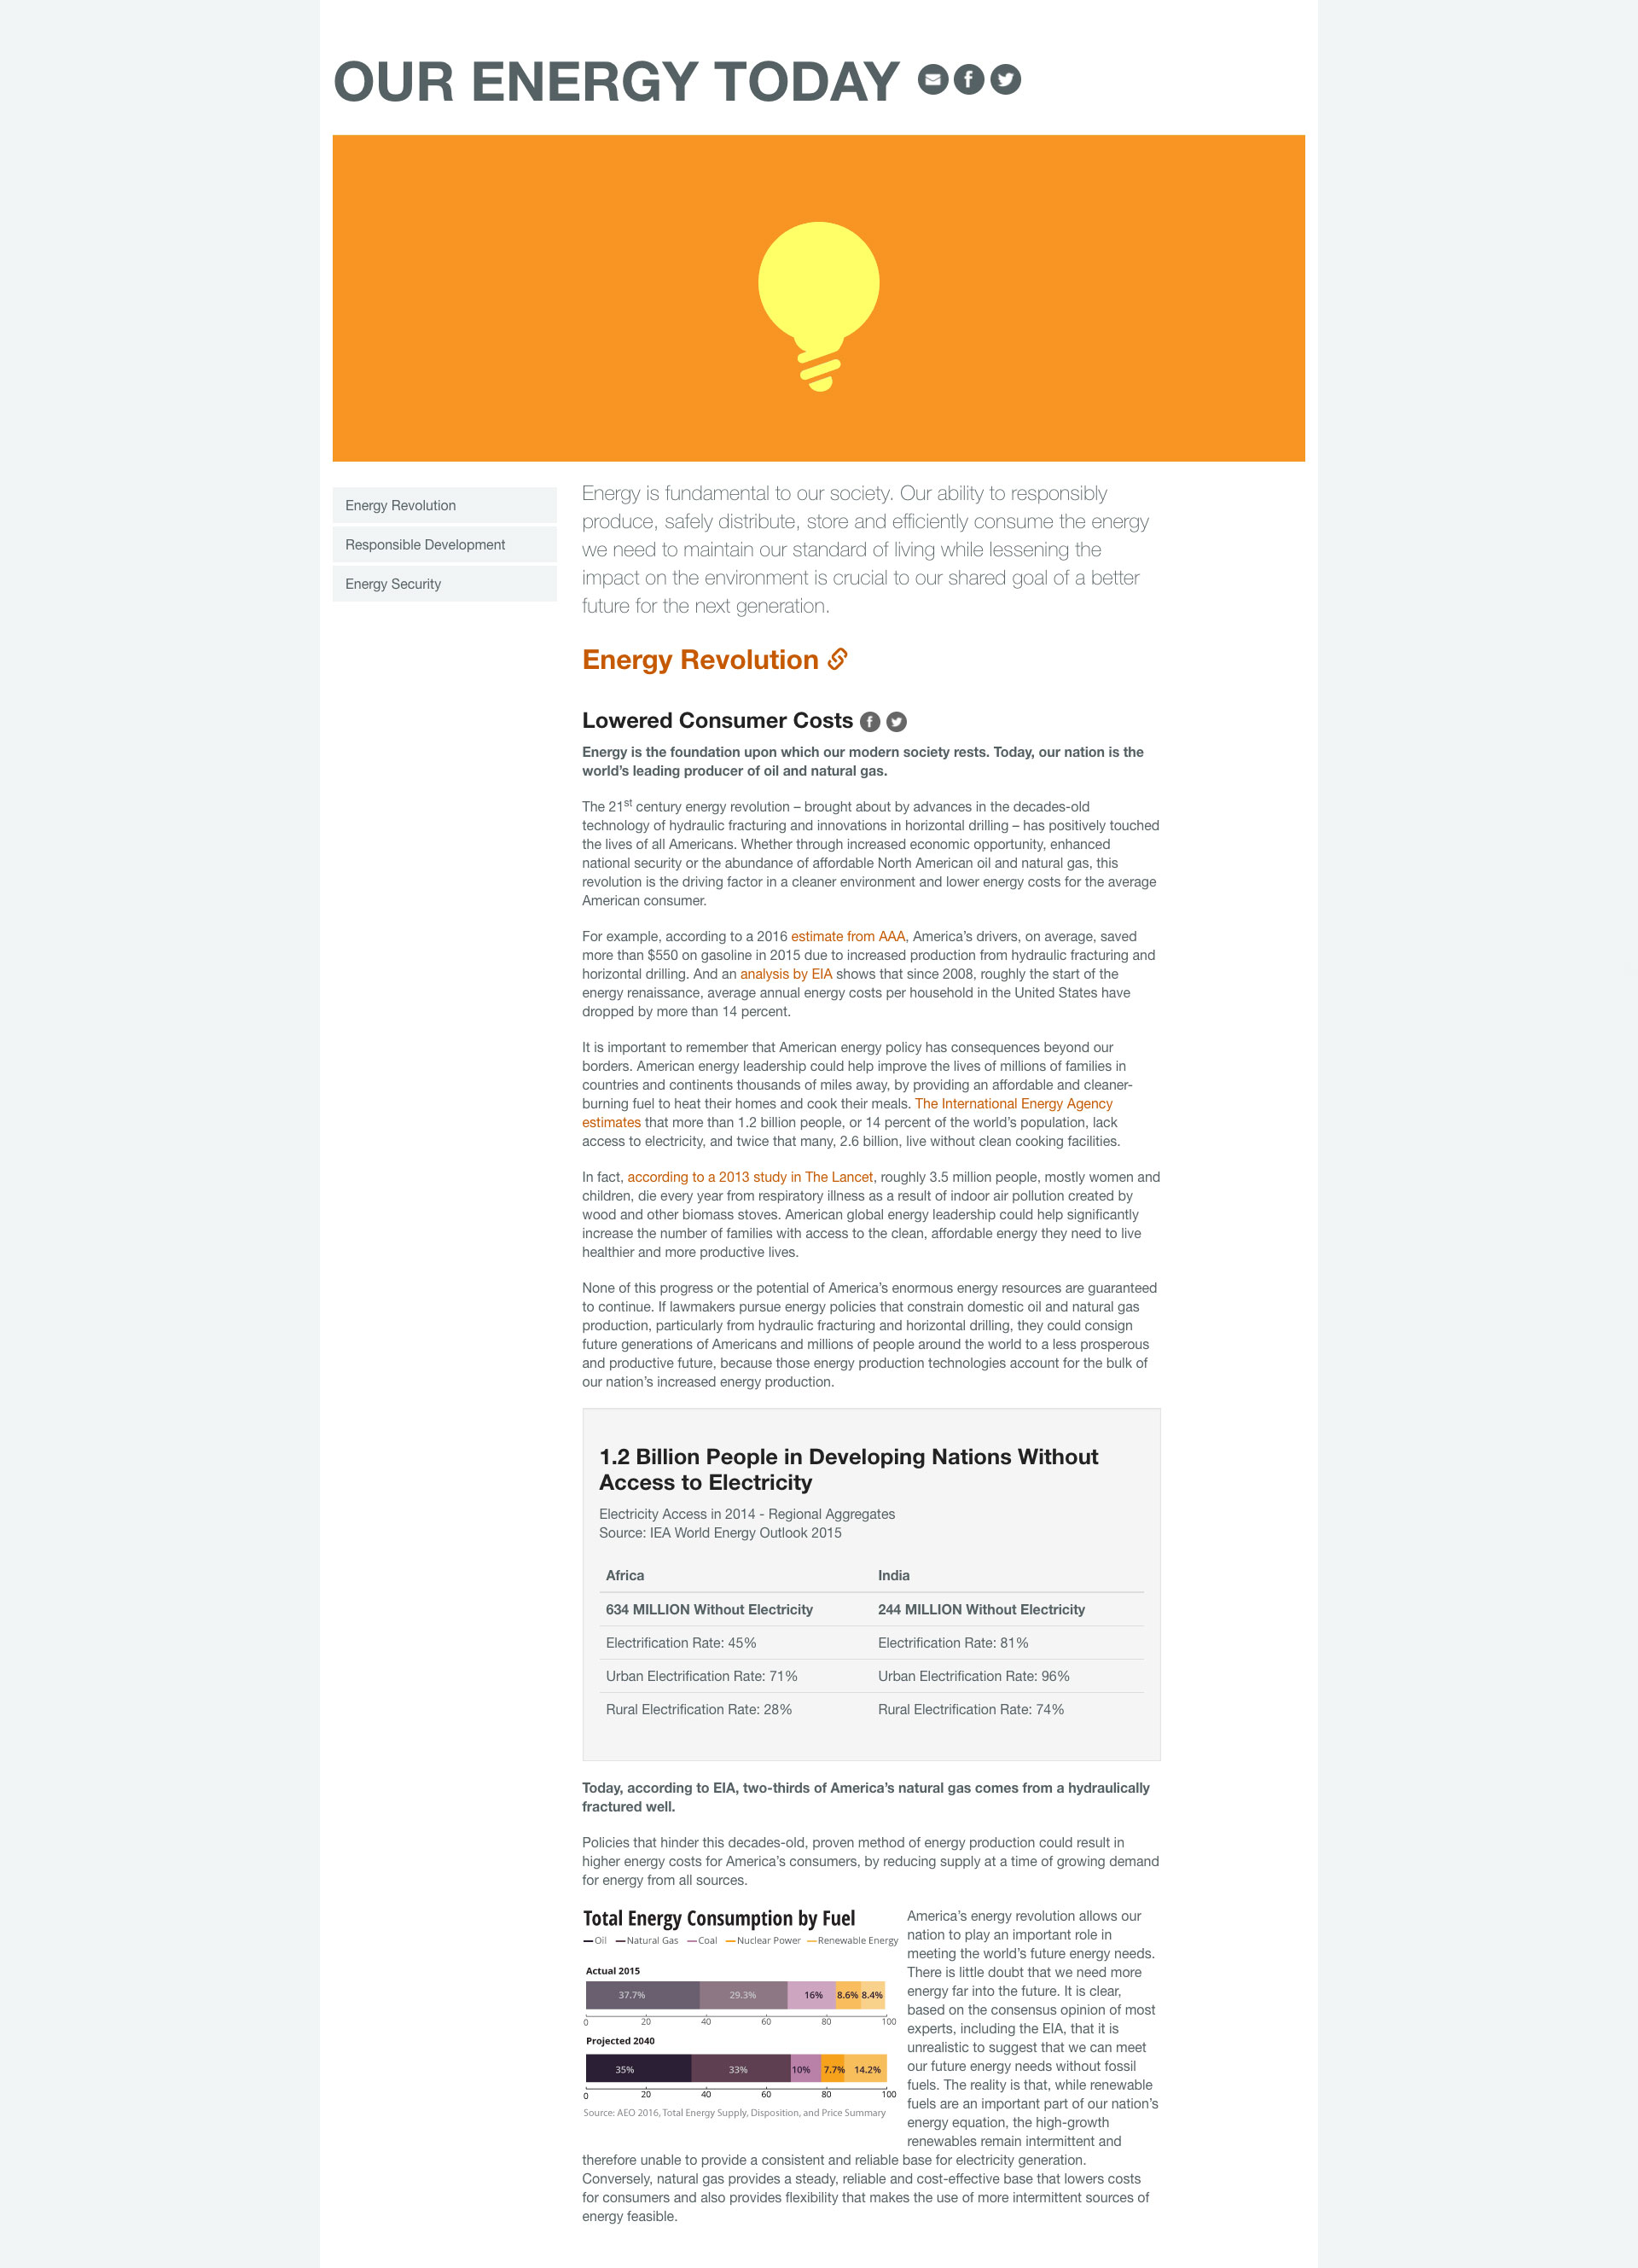 OUR ENERGY TODAY
Energy Revolution
Responsible Development
Energy Security
Energy is fundamental to our society. Our ability to responsibly
produce, safely distribute, store and efficiently consume the energy
we need to maintain our standard of living while lessening the
impact on the environment is crucial to our shared goal of a better
future for the next generation.
Energy Revolution
Lowered Consumer Costs
Energy is the foundation upon which our modern society rests. Today, our nation is the
world’s leading producer of oil and natural gas.
The 21st century energy revolution – brought about by advances in the decades-old
technology of hydraulic fracturing and innovations in horizontal drilling – has positively touched
the lives of all Americans. Whether through increased economic opportunity, enhanced
national security or the abundance of affordable North American oil and natural gas, this
revolution is the driving factor in a cleaner environment and lower energy costs for the average
American consumer.
For example, according to a 2016 estimate from AAA, America’s drivers, on average, saved
more than $550 on gasoline in 2015 due to increased production from hydraulic fracturing and
horizontal drilling. And an analysis by EIA shows that since 2008, roughly the start of the
energy renaissance, average annual energy costs per household in the United States have
dropped by more than 14 percent.
It is important to remember that American energy policy has consequences beyond our
borders. American energy leadership could help improve the lives of millions of families in
countries and continents thousands of miles away, by providing an affordable and cleaner-
burning fuel to heat their homes and cook their meals. The International Energy Agency
estimates that more than 1.2 billion people, or 14 percent of the world’s population, lack
access to electricity, and twice that many, 2.6 billion, live without clean cooking facilities.
In fact, according to a 2013 study in The Lancet, roughly 3.5 million people, mostly women and
children, die every year from respiratory illness as a result of indoor air pollution created by
wood and other biomass stoves. American global energy leadership could help significantly
increase the number of families with access to the clean, affordable energy they need to live
healthier and more productive lives.
None of this progress or the potential of America’s enormous energy resources are guaranteed
to continue. If lawmakers pursue energy policies that constrain domestic oil and natural gas
production, particularly from hydraulic fracturing and horizontal drilling, they could consign
future generations of Americans and millions of people around the world to a less prosperous
and productive future, because those energy production technologies account for the bulk of
our nation’s increased energy production.
1.2 Billion People in Developing Nations Without
Access to Electricity
Electricity Access in 2014 - Regional Aggregates
Source: IEA World Energy Outlook 2015
Africa India
634 MILLION Without Electricity 244 MILLION Without Electricity
Electrification Rate: 45% Electrification Rate: 81%
Urban Electrification Rate: 71% Urban Electrification Rate: 96%
Rural Electrification Rate: 28% Rural Electrification Rate: 74%
Today, according to EIA, two-thirds of America’s natural gas comes from a hydraulically
fractured well.
Policies that hinder this decades-old, proven method of energy production could result in
higher energy costs for America’s consumers, by reducing supply at a time of growing demand
for energy from all sources.
Total Energy Consumption by Fuel
Oil Natural Gas Coal Nuclear Power Renewable Energy
Actual 2015
37.7% 29.3% 16% 8.6% 8.4%
0 20 40 60 80 100
Projected 2040
35% 33% 10% 7.7% 14.2%
0 20 40 60 80 100
Source: AEO 2016, Total Energy Supply, Disposition, and Price Summary
America’s energy revolution allows our
nation to play an important role in
meeting the world’s future energy needs.
There is little doubt that we need more
energy far into the future. It is clear,
based on the consensus opinion of most
experts, including the EIA, that it is
unrealistic to suggest that we can meet
our future energy needs without fossil
fuels. The reality is that, while renewable
fuels are an important part of our nation’s
energy equation, the high-growth
renewables remain intermittent and
therefore unable to provide a consistent and reliable base for electricity generation.
Conversely, natural gas provides a steady, reliable and cost-effective base that lowers costs
for consumers and also provides flexibility that makes the use of more intermittent sources of
energy feasible.